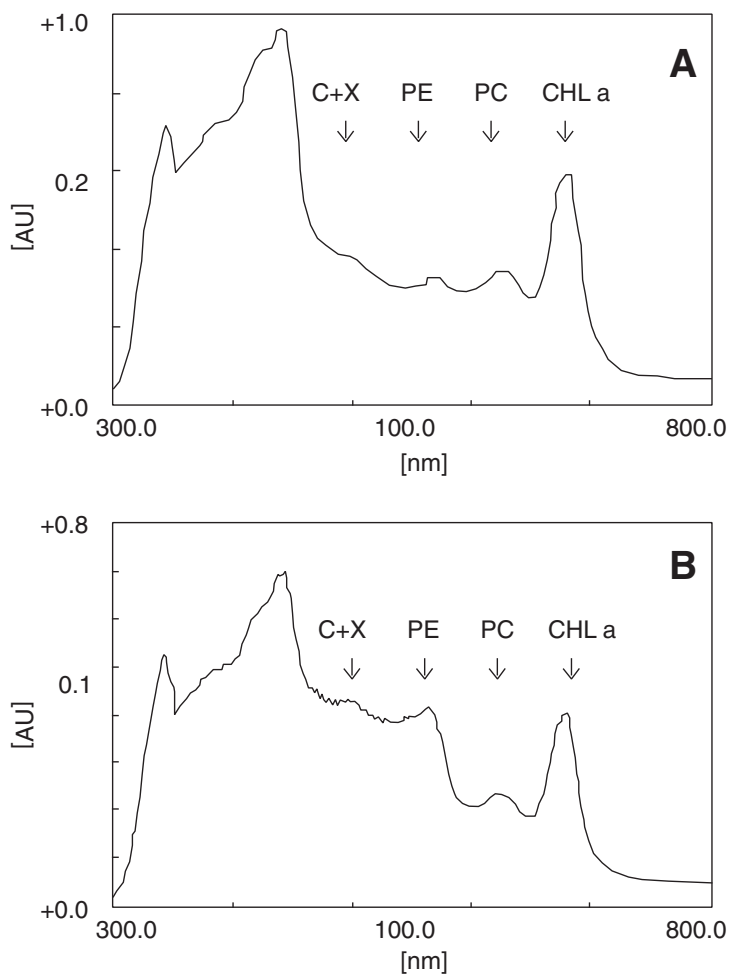 +1.0
A
C+X PE PC CHL a
0.2
[AU]
+0.0
300.0 100.0 800.0
[nm]
+0.8
B
C+X PE PC CHL a
0.1
[AU]
+0.0
300.0 100.0 800.0
[nm]